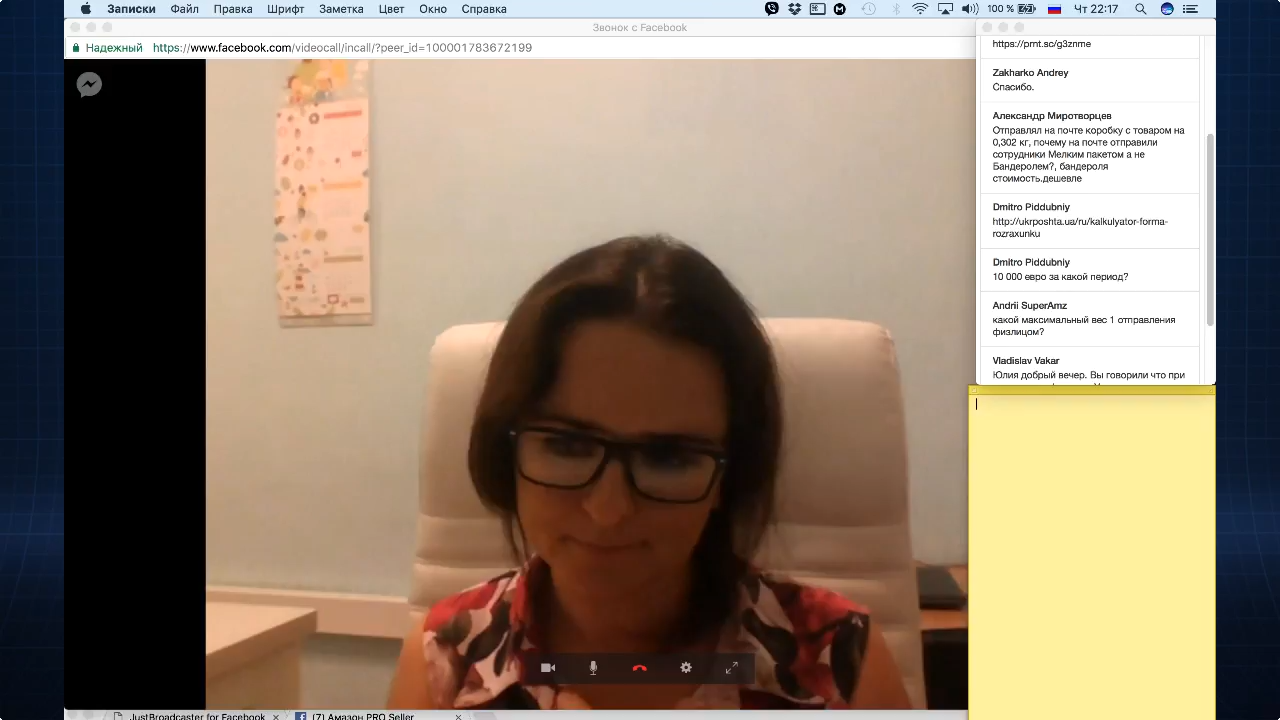 Записки Файл Правка Шрифт Заметка Цвет Окно Справка 100 % Чт 22:17
Звонок с Facebook
Надежный https://www.facebook.com/videocall/incall/?peer_id=100001783672199
https://prnt.sc/g3znme
Zakharko Andrey
Спасибо.
Александр Миротворцев
Отправлял на почте коробку с товаром на
0,302 кг, почему на почте отправили
сотрудники Мелким пакетом а не
Бандеролем?, бандероля
стоимость.дешевле
Dmitro Piddubniy
http://ukrposhta.ua/ru/kalkulyator-forma-
rozraxunku
Dmitro Piddubniy
10 000 евро за какой период?
Andrii SuperAmz
какой максимальный вес 1 отправления
физлицом?
Vladislav Vakar
Юлия добрый вечер. Вы говорили что при
JustBroadcaster for Facebook
(7) Амазон PRO Seller